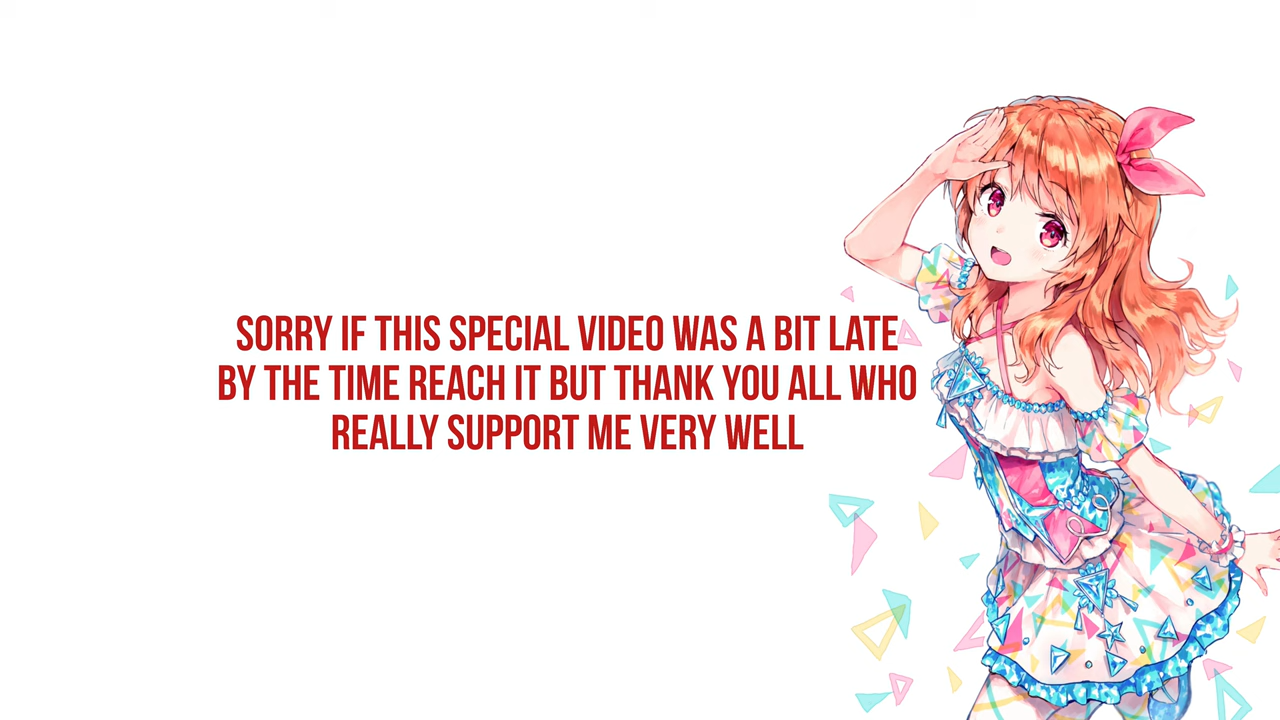 SORRY IF THIS SPECIAL VIDEO WAS A BIT LATE
BY THE TIME REACH IT BUT THANK YOU ALL WHO
REALLY SUPPORT ME VERY WELL